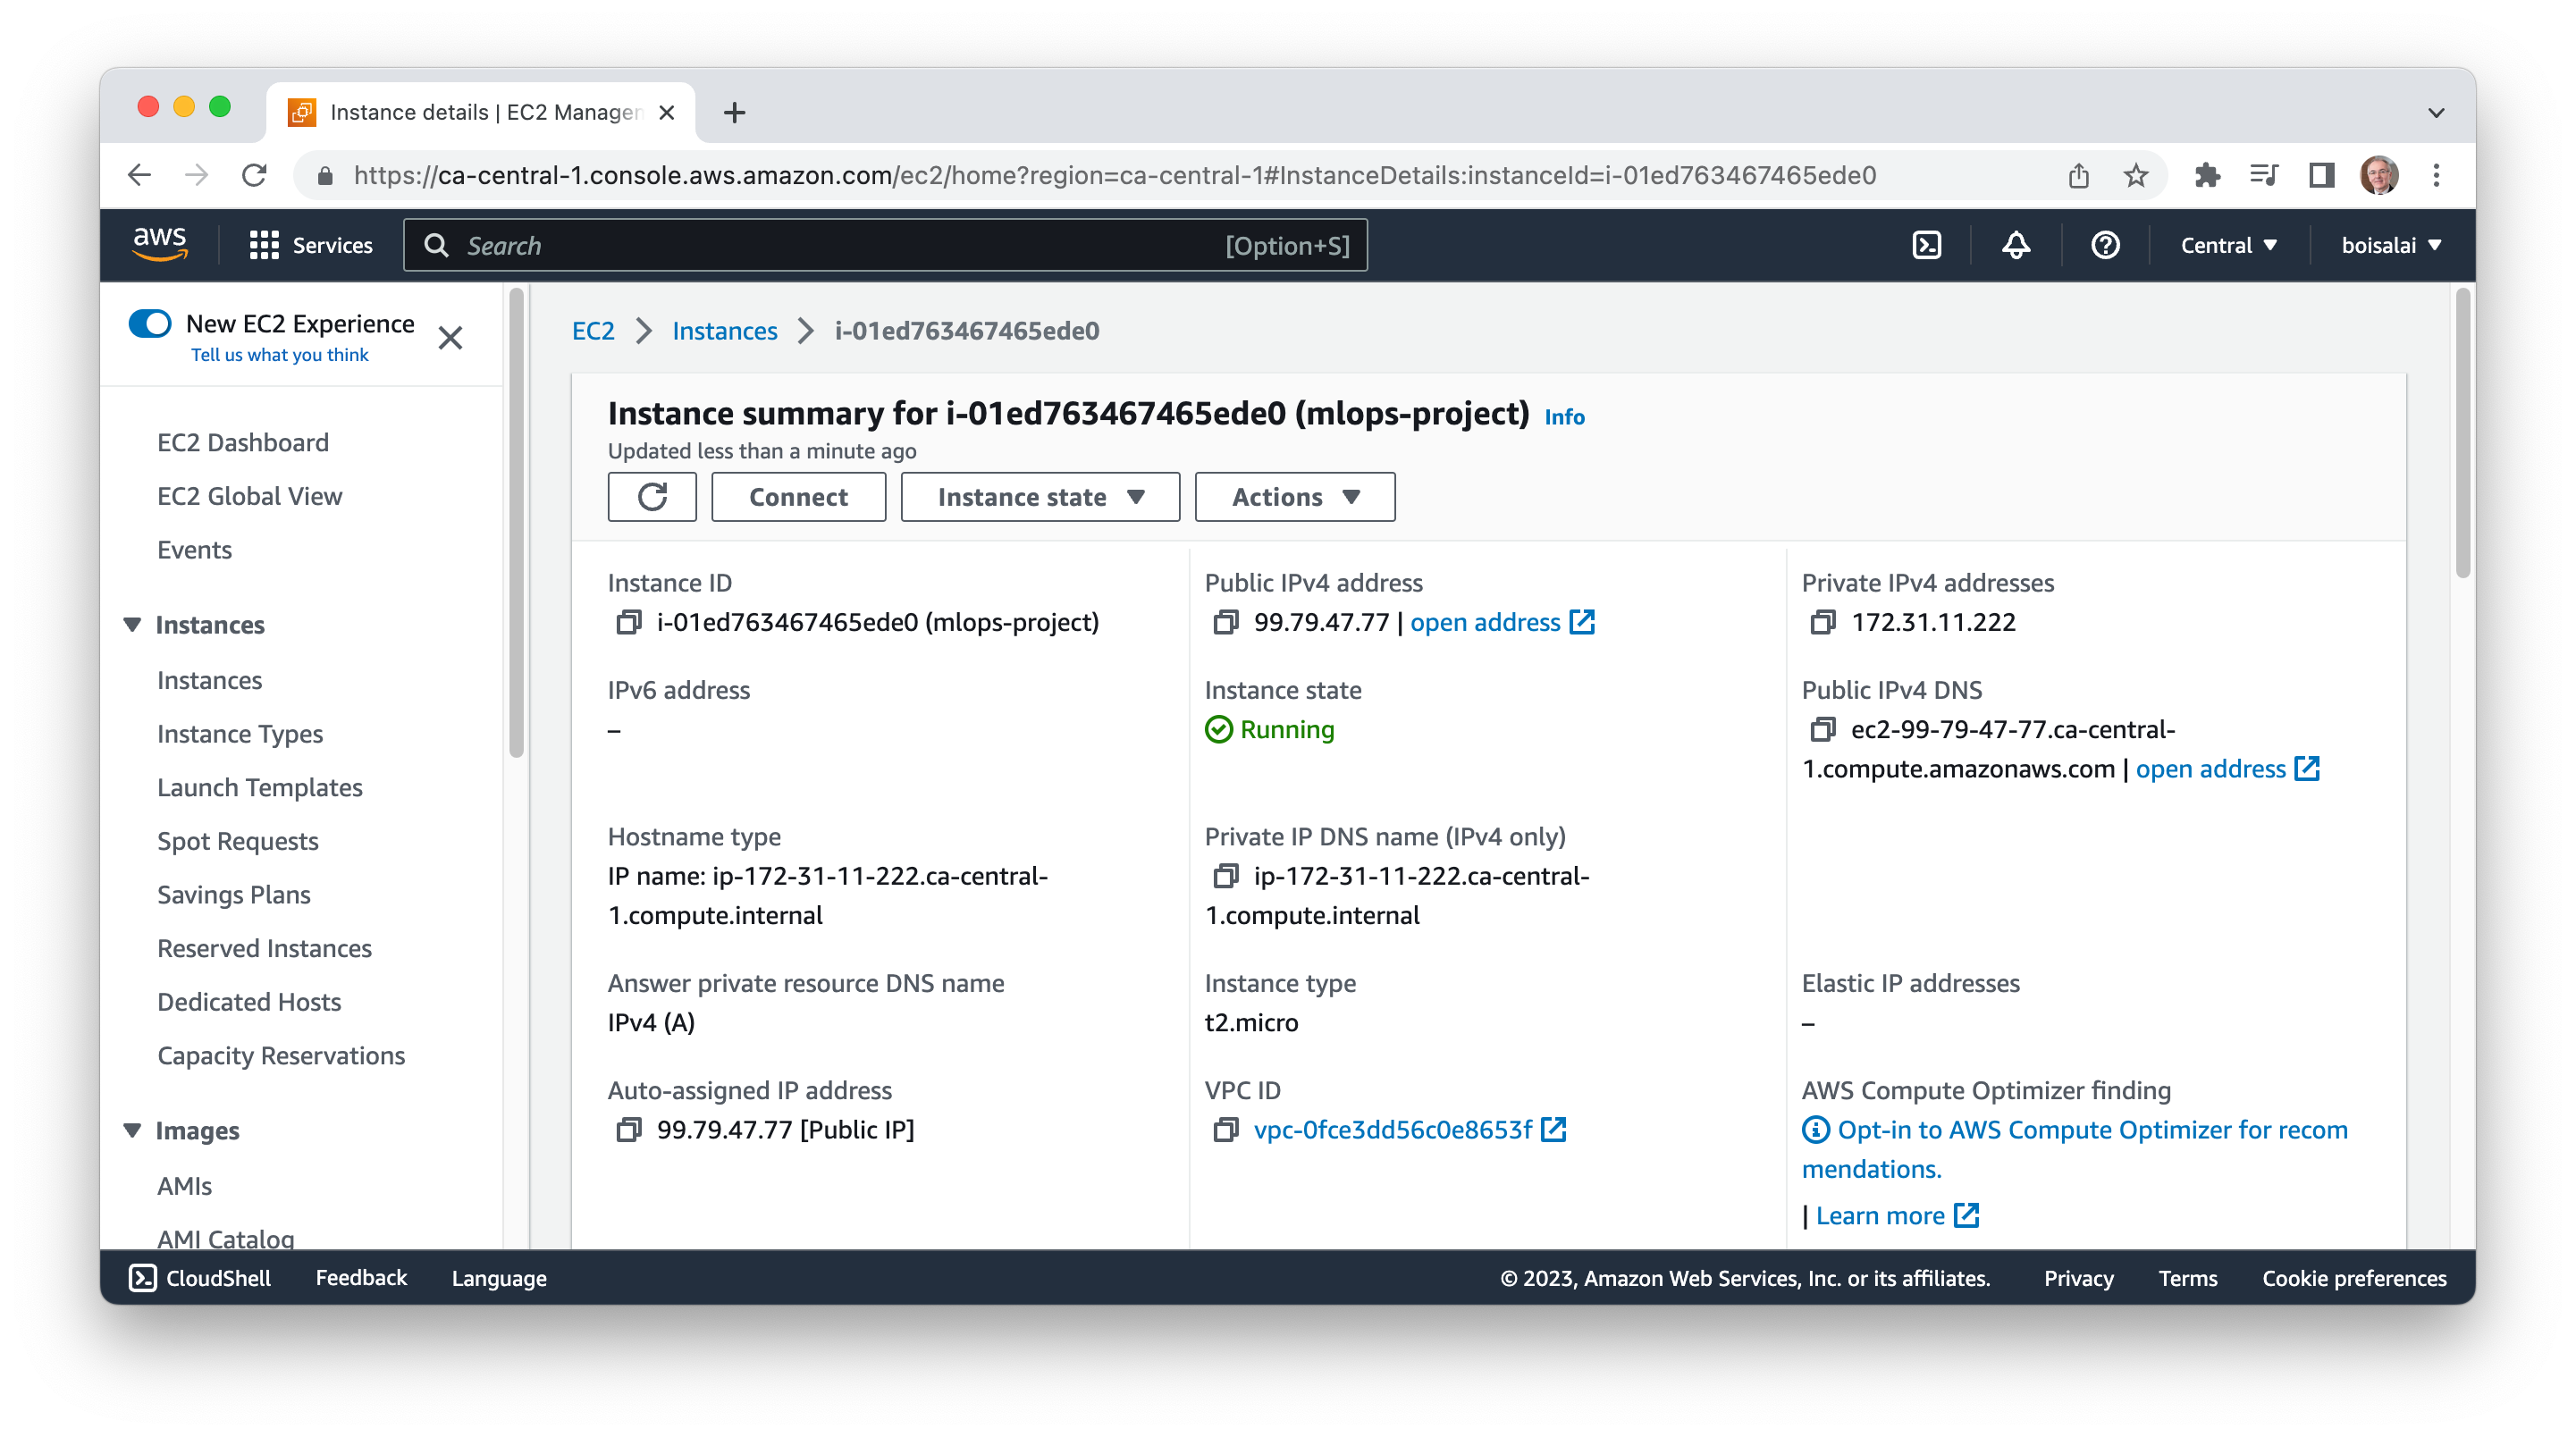 Instance details | EC2 Managen
https://ca-central-1.console.aws.amazon.com/ec2/home?region=ca-central-1#InstanceDetails:instanceId=i-01ed763467465ede0
aws
Services
Search
[Option+S]
Central
boisalai
New EC2 Experience
Tell us what you think
EC2 Dashboard
EC2 Global View
Events
Instances
Instances
Instance Types
Launch Templates
Spot Requests
Savings Plans
Reserved Instances
Dedicated Hosts
Capacity Reservations
Images
AMIs
AMI Catalog
EC2 > Instances > i-01ed763467465ede0
Instance summary for i-01ed763467465ede0 (mlops-project) Info
Updated less than a minute ago
Connect
Instance state
Actions
Instance ID
i-01ed763467465ede0 (mlops-project)
Public IPv4 address
99.79.47.77 | open address
Private IPv4 addresses
172.31.11.222
IPv6 address
–
Instance state
Running
Public IPv4 DNS
ec2-99-79-47-77.ca-central-
1.compute.amazonaws.com | open address
Hostname type
IP name: ip-172-31-11-222.ca-central-
1.compute.internal
Private IP DNS name (IPv4 only)
ip-172-31-11-222.ca-central-
1.compute.internal
Answer private resource DNS name
IPv4 (A)
Instance type
t2.micro
Elastic IP addresses
–
Auto-assigned IP address
99.79.47.77 [Public IP]
VPC ID
vpc-0fce3dd56c0e8653f
AWS Compute Optimizer finding
Opt-in to AWS Compute Optimizer for recom
mendations.
| Learn more
CloudShell
Feedback
Language
© 2023, Amazon Web Services, Inc. or its affiliates.
Privacy
Terms
Cookie preferences